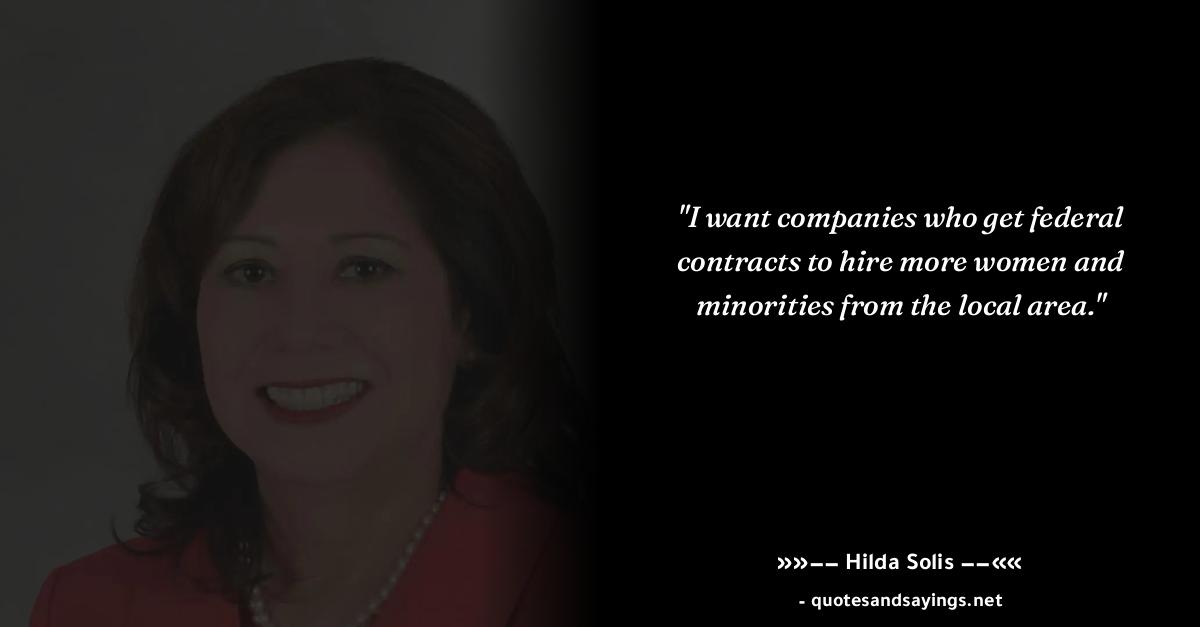 "I want companies who get federal
contracts to hire more women and
minorities from the local area."
»»–– Hilda Solis ––««
- quotesandsayings.net